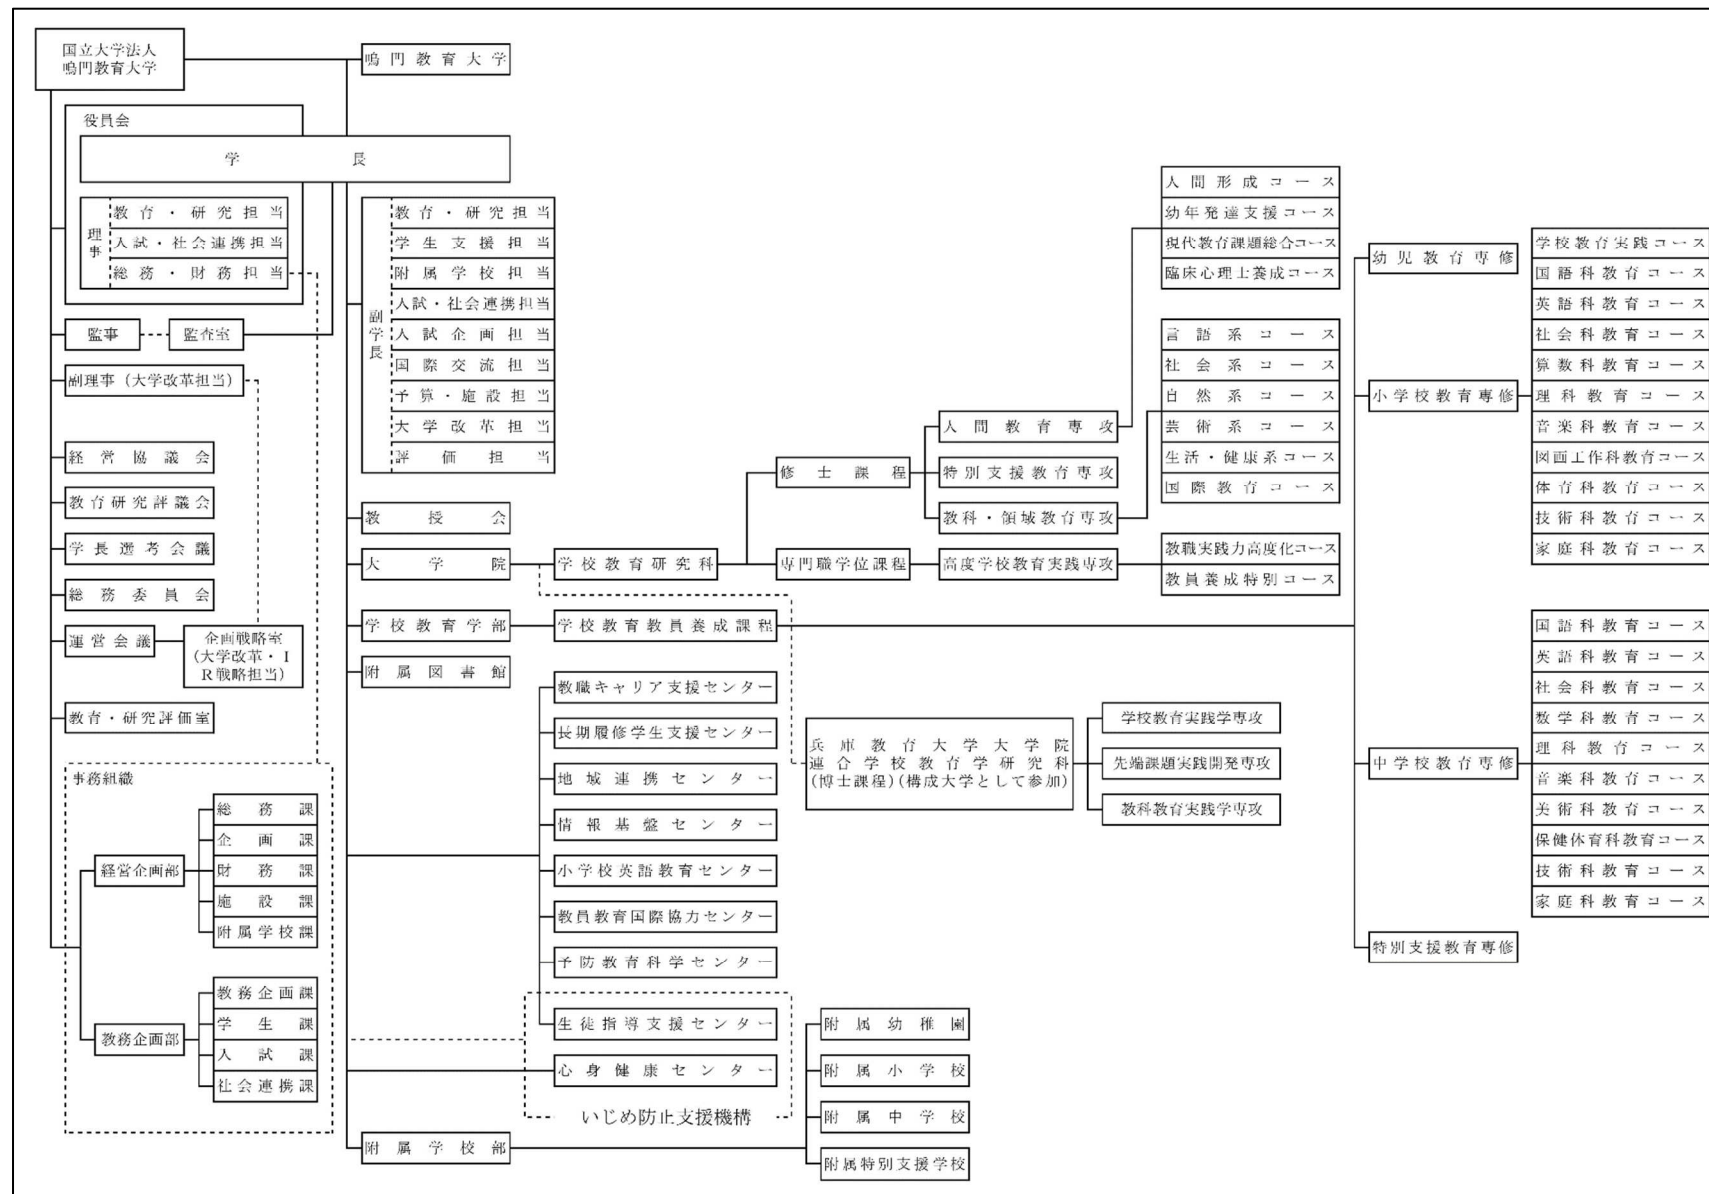 国立大学法人
鳴門教育大学
鳴門教育大学
役員会
学長
理事
教育・研究担当
入試・社会連携担当
総務・財務担当
監事
監査室
副理事（大学改革担当）
経営協議会
教育研究評議会
学長選考会議
総務委員会
運営会議
企画戦略室
(大学改革・I
R戦略担当)
教育・研究評価室
事務組織
経営企画部
総務課
企画課
財務課
施設課
附属学校課
教務企画部
教務企画課
学生課
入試課
社会連携課
副学長
教育・研究担当
学生支援担当
附属学校担当
入試・社会連携担当
入試企画担当
国際交流担当
予算・施設担当
大学改革担当
評価担当
教授会
大学院
学校教育研究科
修士課程
人間教育専攻
特別支援教育専攻
教科・領域教育専攻
専門職学位課程
高度学校教育実践専攻
人間形成コース
幼年発達支援コース
現代教育課題総合コース
臨床心理士養成コース
言語系コース
社会系コース
自然系コース
芸術系コース
生活・健康系コース
国際教育コース
教職実践力高度化コース
教員養成特別コース
学校教育学部
学校教育教員養成課程
幼児教育専修
小学校教育専修
学校教育実践コース
国語科教育コース
英語科教育コース
社会科教育コース
算数科教育コース
理科教育コース
音楽科教育コース
図画工作科教育コース
体育科教育コース
技術科教育コース
家庭科教育コース
中学校教育専修
国語科教育コース
英語科教育コース
社会科教育コース
数学科教育コース
理科教育コース
音楽科教育コース
美術科教育コース
保健体育科教育コース
技術科教育コース
家庭科教育コース
特別支援教育専修
附属図書館
教職キャリア支援センター
長期履修学生支援センター
地域連携センター
情報基盤センター
小学校英語教育センター
教員教育国際協力センター
予防教育科学センター
生徒指導支援センター
心身健康センター
いじめ防止支援機構
兵庫教育大学大学院
連合学校教育学研究科
(博士課程)(構成大学として参加)
学校教育実践学専攻
先端課題実践開発専攻
教科教育実践学専攻
附属学校部
附属幼稚園
附属小学校
附属中学校
附属特別支援学校